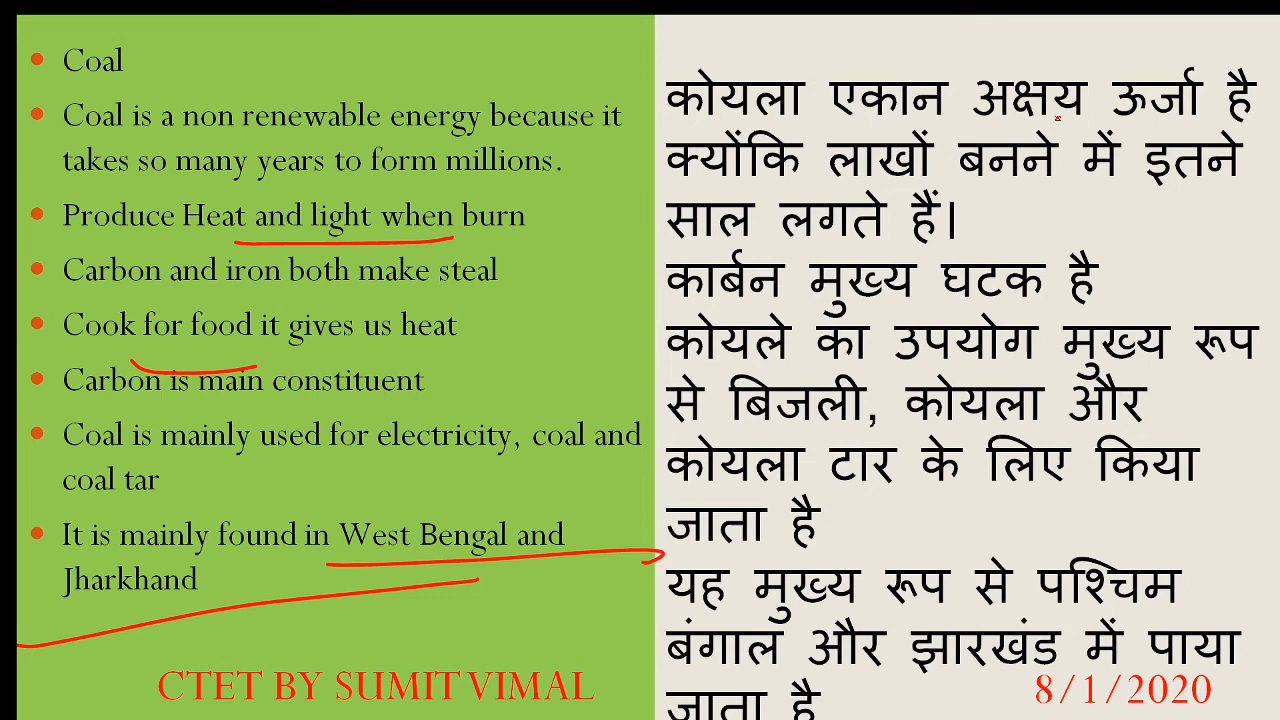 Coal
Coal is a non renewable energy because it
takes so many years to form millions.
Produce Heat and light when burn
Carbon and iron both make steal
Cook for food it gives us heat
Carbon is main constituent
Coal is mainly used for electricity, coal and
coal tar
It is mainly found in West Bengal and
Jharkhand
CTET BY SUMIT VIMAL
कोयला एकान अक्षय ऊर्जा है
क्योंकि लाखों बनने में इतने
साल लगते हैं।
कार्बन मुख्य घटक है
कोयले का उपयोग मुख्य रूप
से बिजली, कोयला और
कोयला टार के लिए किया
जाता है
यह मुख्य रूप से पश्चिम
बंगाल और झारखंड में पाया
जाता है
8/1/2020